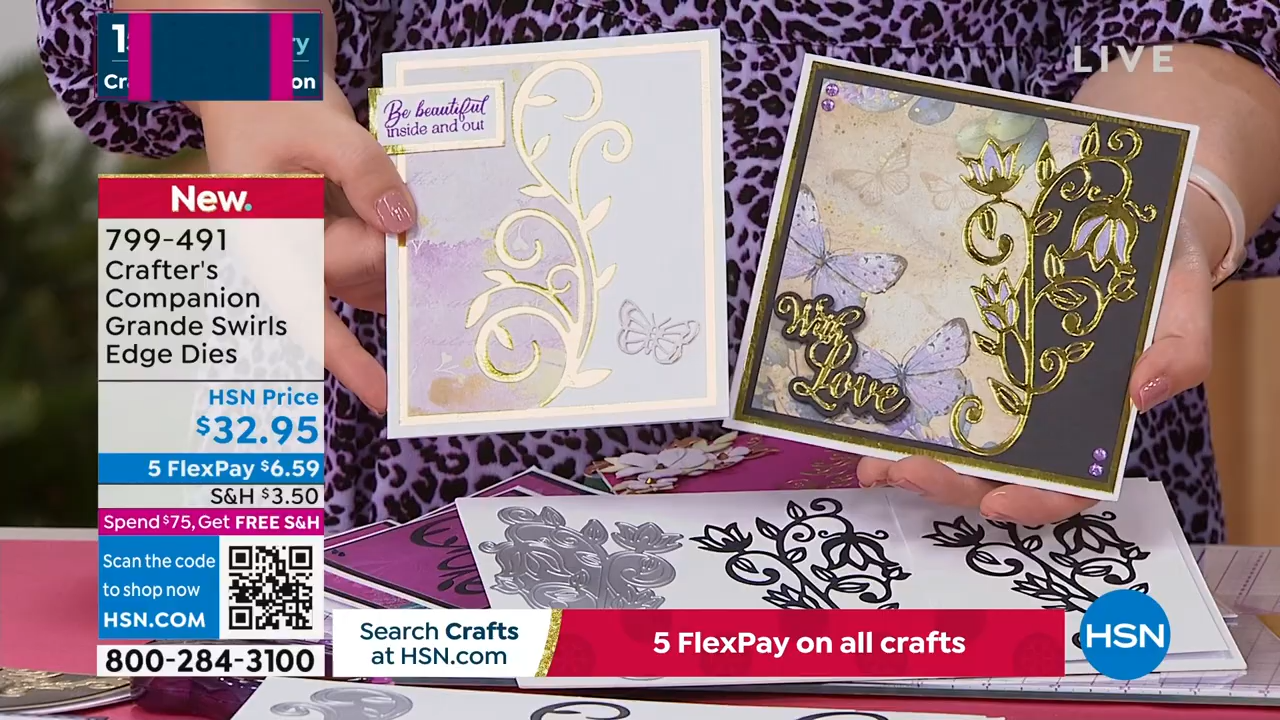 LIVE
Be beautiful
inside and out
With
Love
New.
799-491
Crafter's
Companion
Grande Swirls
Edge Dies
HSN Price
$32.95
5 FlexPay $6.59
S&H $3.50
Spend $75, Get FREE S&H
Scan the code
to shop now
HSN.COM
800-284-3100
Search Crafts
at HSN.com
5 FlexPay on all crafts
HSN